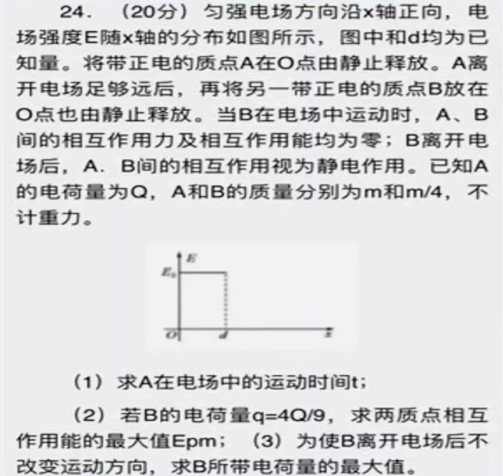 24. （20分）匀强电场方向沿x轴正向，电
场强度E随x轴的分布如图所示，图中和d均为已
知量。将带正电的质点A在O点由静止释放。A离
开电场足够远后，再将另一带正电的质点B放在
O点也由静止释放。当B在电场中运动时，A、B
间的相互作用力及相互作用能均为零；B离开电
场后，A．B间的相互作用视为静电作用。已知A
的电荷量为Q，A和B的质量分别为m和m/4，不
计重力。
E
E₀
O d x
（1）求A在电场中的运动时间t；
（2）若B的电荷量q=4Q/9，求两质点相互
作用能的最大值Epm；（3）为使B离开电场后不
改变运动方向，求B所带电荷量的最大值。